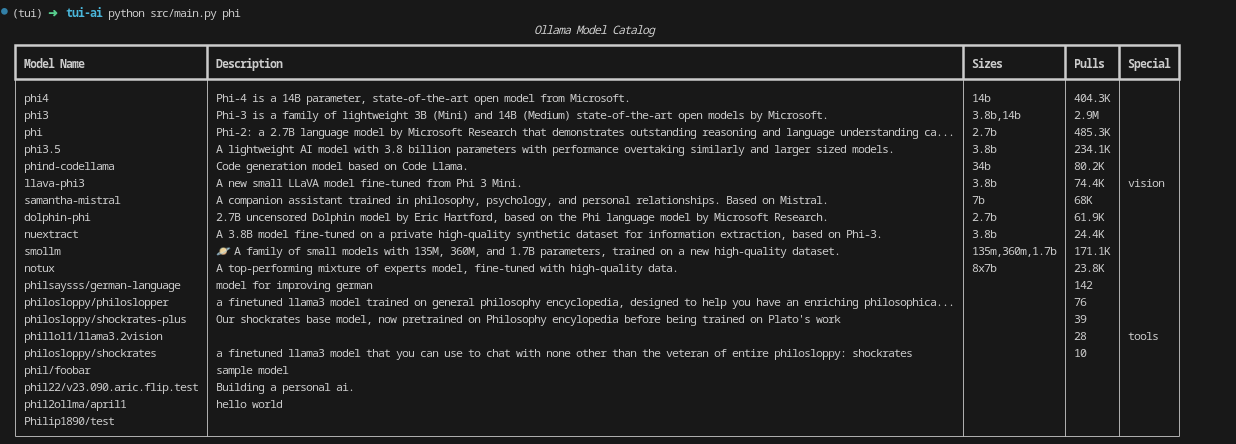 (tui) ➜ tui-ai python src/main.py phi
Ollama Model Catalog
Model Name Description Sizes Pulls Special
phi4 Phi-4 is a 14B parameter, state-of-the-art open model from Microsoft. 14b 404.3K
phi3 Phi-3 is a family of lightweight 3B (Mini) and 14B (Medium) state-of-the-art open models by Microsoft. 3.8b,14b 2.9M
phi Phi-2: a 2.7B language model by Microsoft Research that demonstrates outstanding reasoning and language understanding ca... 2.7b 485.3K
phi3.5 A lightweight AI model with 3.8 billion parameters with performance overtaking similarly and larger sized models. 3.8b 234.1K
phind-codellama Code generation model based on Code Llama. 34b 80.2K
llava-phi3 A new small LLaVA model fine-tuned from Phi 3 Mini. 3.8b 74.4K vision
samantha-mistral A companion assistant trained in philosophy, psychology, and personal relationships. Based on Mistral. 7b 68K
dolphin-phi 2.7B uncensored Dolphin model by Eric Hartford, based on the Phi language model by Microsoft Research. 2.7b 61.9K
nuextract A 3.8B model fine-tuned on a private high-quality synthetic dataset for information extraction, based on Phi-3. 3.8b 24.4K
smollm 🪐 A family of small models with 135M, 360M, and 1.7B parameters, trained on a new high-quality dataset. 135m,360m,1.7b 171.1K
notux A top-performing mixture of experts model, fine-tuned with high-quality data. 8x7b 23.8K
philsaysss/german-language model for improving german 142
philosloppy/philoslopper a finetuned llama3 model trained on general philosophy encyclopedia, designed to help you have an enriching philosophica... 76
philosloppy/shockrates-plus Our shockrates base model, now pretrained on Philosophy encylopedia before being trained on Plato's work 39
phillol1/llama3.2vision 28 tools
philosloppy/shockrates a finetuned llama3 model that you can use to chat with none other than the veteran of entire philosloppy: shockrates 10
phil/foobar sample model
phil22/v23.090.aric.flip.test Building a personal ai.
phil2ollma/april1 hello world
Philip1890/test